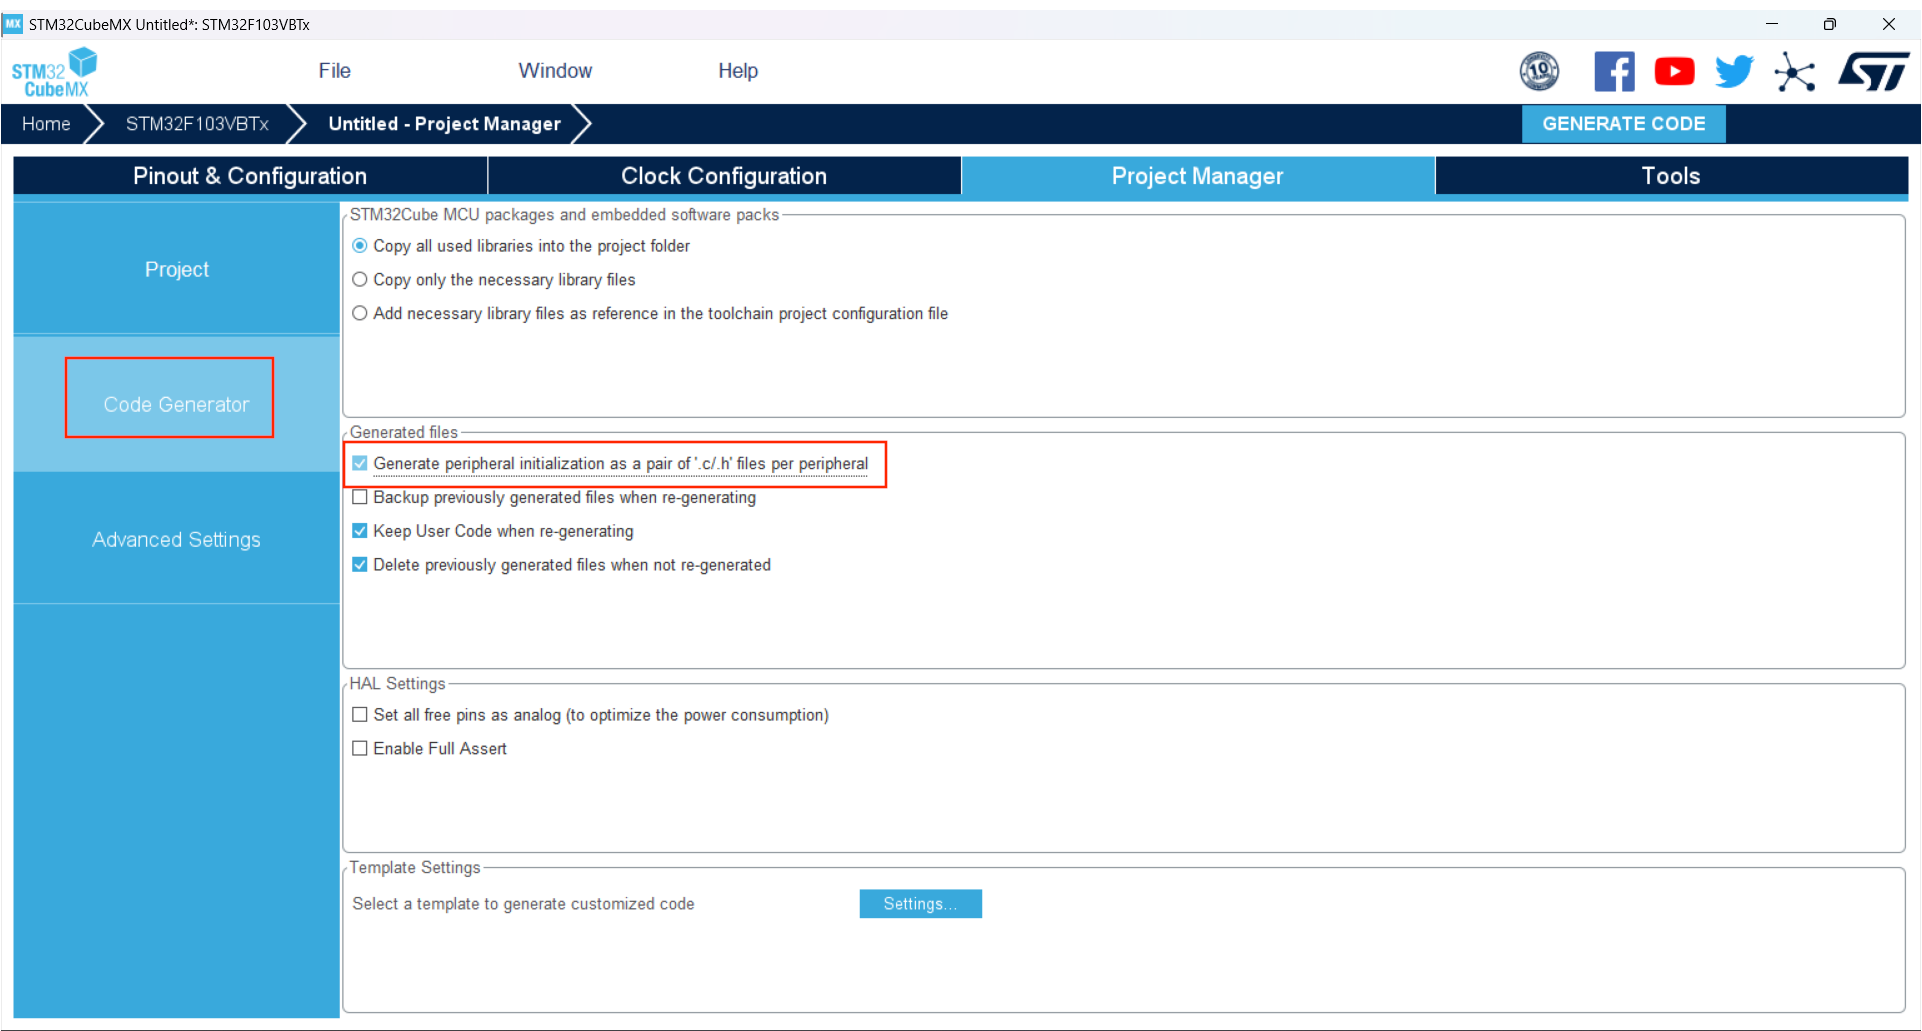 MX STM32CubeMX Untitled*: STM32F103VBTx
STM32
CubeMX
File
Window
Help
10
Home
STM32F103VBTx
Untitled - Project Manager
GENERATE CODE
Pinout & Configuration
Clock Configuration
Project Manager
Tools
Project
Code Generator
Advanced Settings
STM32Cube MCU packages and embedded software packs
Copy all used libraries into the project folder
Copy only the necessary library files
Add necessary library files as reference in the toolchain project configuration file
Generated files
Generate peripheral initialization as a pair of '.c/.h' files per peripheral
Backup previously generated files when re-generating
Keep User Code when re-generating
Delete previously generated files when not re-generated
HAL Settings
Set all free pins as analog (to optimize the power consumption)
Enable Full Assert
Template Settings
Select a template to generate customized code
Settings...